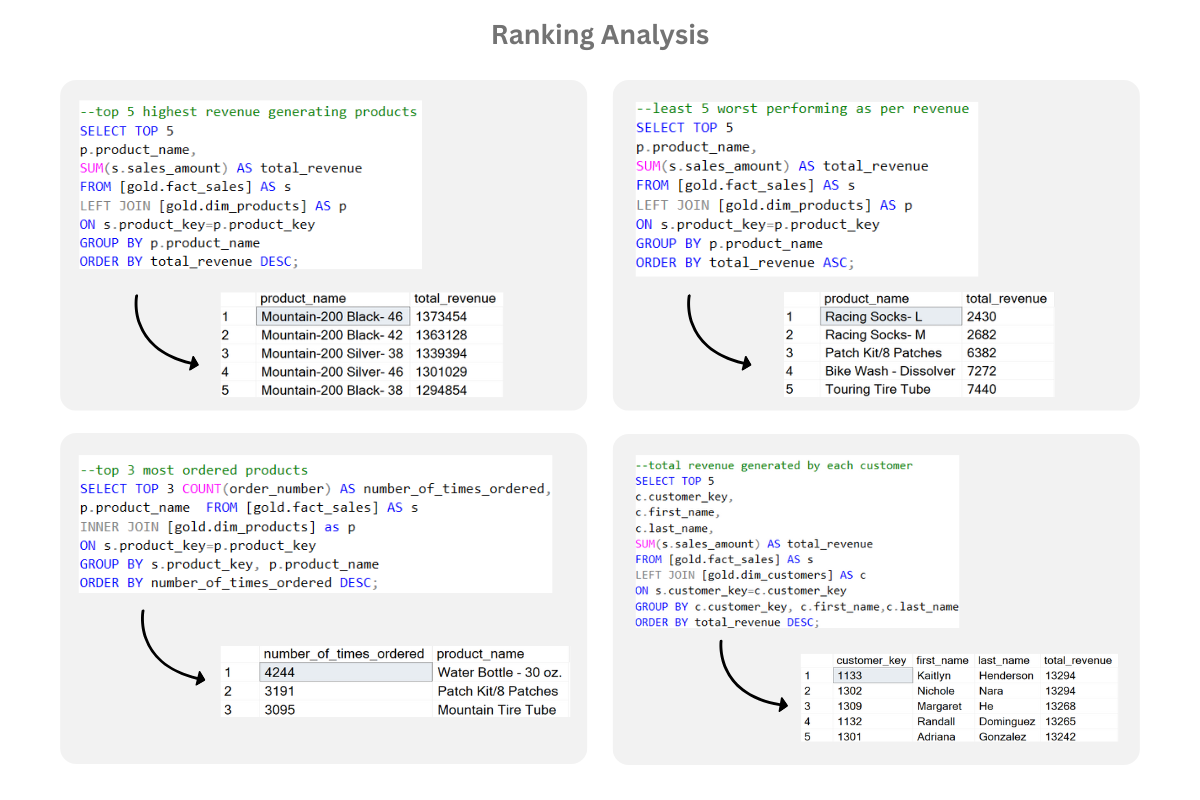 Ranking Analysis
--top 5 highest revenue generating products
SELECT TOP 5
p.product_name,
SUM(s.sales_amount) AS total_revenue
FROM [gold.fact_sales] AS s
LEFT JOIN [gold.dim_products] AS p
ON s.product_key=p.product_key
GROUP BY p.product_name
ORDER BY total_revenue DESC;
product_name total_revenue
1 Mountain-200 Black- 46 1373454
2 Mountain-200 Black- 42 1363128
3 Mountain-200 Silver- 38 1339394
4 Mountain-200 Silver- 46 1301029
5 Mountain-200 Black- 38 1294854
--least 5 worst performing as per revenue
SELECT TOP 5
p.product_name,
SUM(s.sales_amount) AS total_revenue
FROM [gold.fact_sales] AS s
LEFT JOIN [gold.dim_products] AS p
ON s.product_key=p.product_key
GROUP BY p.product_name
ORDER BY total_revenue ASC;
product_name total_revenue
1 Racing Socks- L 2430
2 Racing Socks- M 2682
3 Patch Kit/8 Patches 6382
4 Bike Wash - Dissolver 7272
5 Touring Tire Tube 7440
--top 3 most ordered products
SELECT TOP 3 COUNT(order_number) AS number_of_times_ordered,
p.product_name FROM [gold.fact_sales] AS s
INNER JOIN [gold.dim_products] as p
ON s.product_key=p.product_key
GROUP BY s.product_key, p.product_name
ORDER BY number_of_times_ordered DESC;
number_of_times_ordered product_name
1 4244 Water Bottle - 30 oz.
2 3191 Patch Kit/8 Patches
3 3095 Mountain Tire Tube
--total revenue generated by each customer
SELECT TOP 5
c.customer_key,
c.first_name,
c.last_name,
SUM(s.sales_amount) AS total_revenue
FROM [gold.fact_sales] AS s
LEFT JOIN [gold.dim_customers] AS c
ON s.customer_key=c.customer_key
GROUP BY c.customer_key, c.first_name,c.last_name
ORDER BY total_revenue DESC;
customer_key first_name last_name total_revenue
1 1133 Kaitlyn Henderson 13294
2 1302 Nichole Nara 13294
3 1309 Margaret He 13268
4 1132 Randall Dominguez 13265
5 1301 Adriana Gonzalez 13242